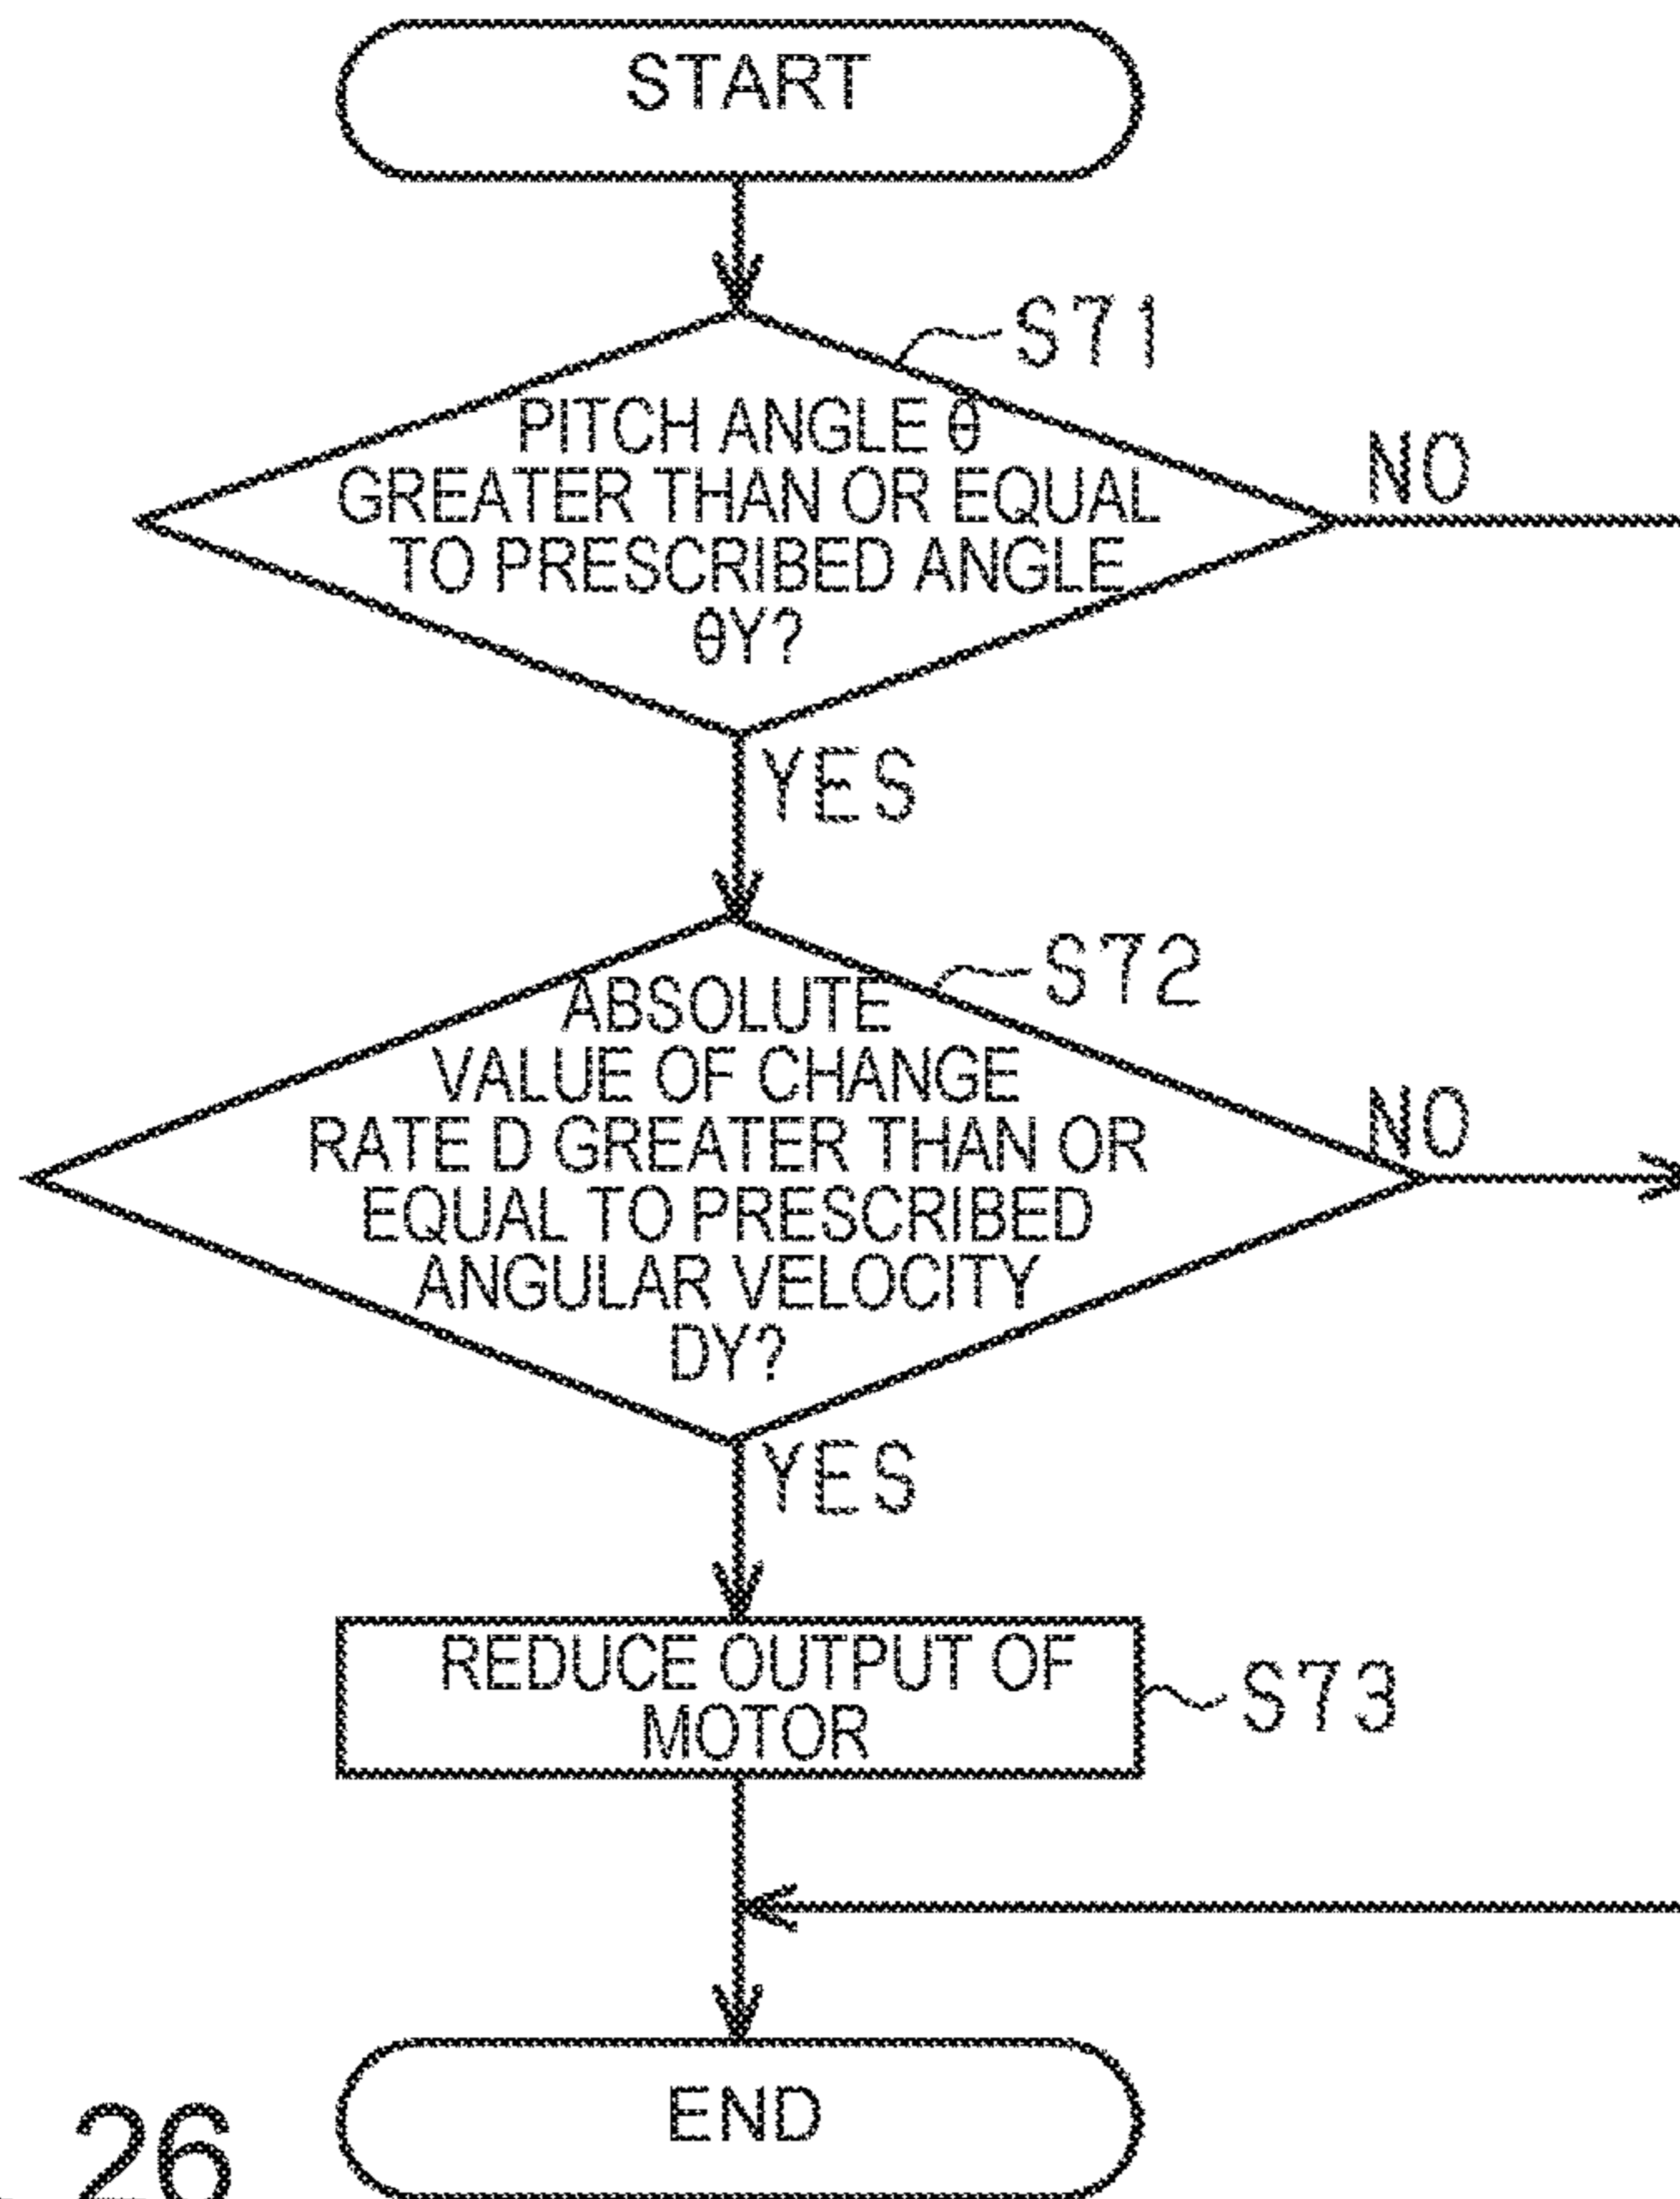 START
S71
PITCH ANGLE θ
GREATER THAN OR EQUAL
TO PRESCRIBED ANGLE
θY?
NO
YES
S72
ABSOLUTE
VALUE OF CHANGE
RATE D GREATER THAN OR
EQUAL TO PRESCRIBED
ANGULAR VELOCITY
DY?
NO
YES
REDUCE OUTPUT OF
MOTOR
S73
END
26